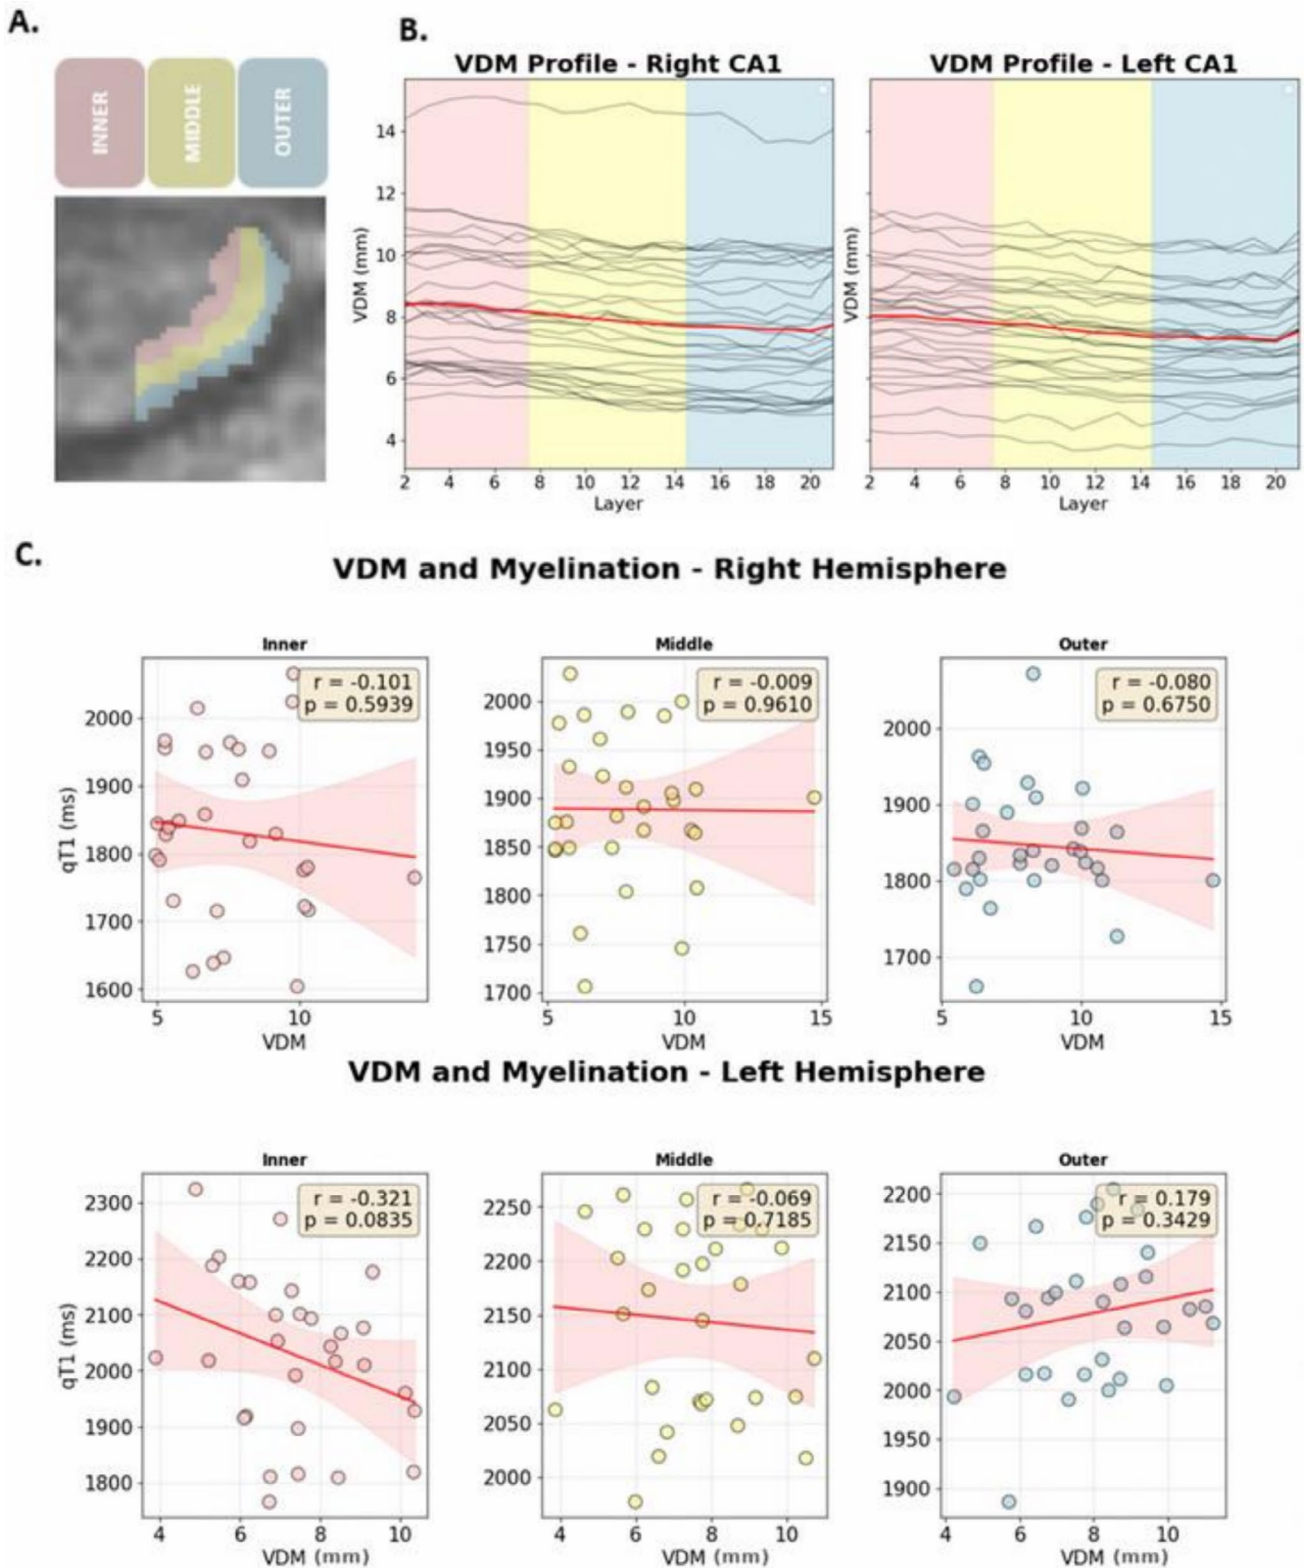 A.
INNER
MIDDLE
OUTER
B.
VDM Profile - Right CA1
VDM (mm)
14
12
10
8
6
4
2 4 6 8 10 12 14 16 18 20
Layer
VDM Profile - Left CA1
VDM (mm)
2 4 6 8 10 12 14 16 18 20
Layer
C.
VDM and Myelination - Right Hemisphere
Inner
r = -0.101
p = 0.5939
qT1 (ms)
2000
1900
1800
1700
1600
5 10
VDM
Middle
r = -0.009
p = 0.9610
2000
1950
1900
1850
1800
1750
1700
5 10 15
VDM
Outer
r = -0.080
p = 0.6750
2000
1900
1800
1700
5 10 15
VDM
VDM and Myelination - Left Hemisphere
Inner
r = -0.321
p = 0.0835
qT1 (ms)
2300
2200
2100
2000
1900
1800
4 6 8 10
VDM (mm)
Middle
r = -0.069
p = 0.7185
2250
2200
2150
2100
2050
2000
4 6 8 10
VDM (mm)
Outer
r = 0.179
p = 0.3429
2200
2150
2100
2050
2000
1950
1900
4 6 8 10
VDM (mm)